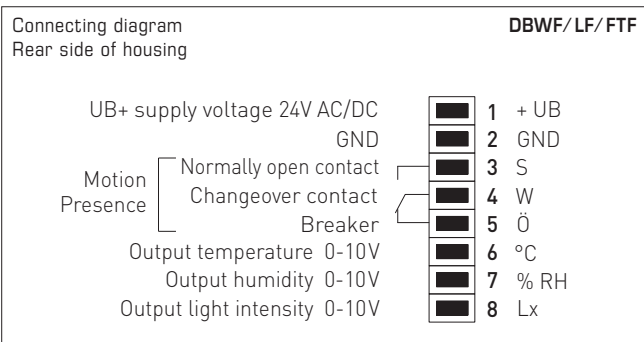 Connecting diagram DBWF/LF/FTF
Rear side of housing
UB+ supply voltage 24V AC/DC 1 + UB
GND 2 GND
Motion
Presence
Normally open contact 3 S
Changeover contact 4 W
Breaker 5 Ö
Output temperature 0-10V 6 °C
Output humidity 0-10V 7 % RH
Output light intensity 0-10V 8 Lx